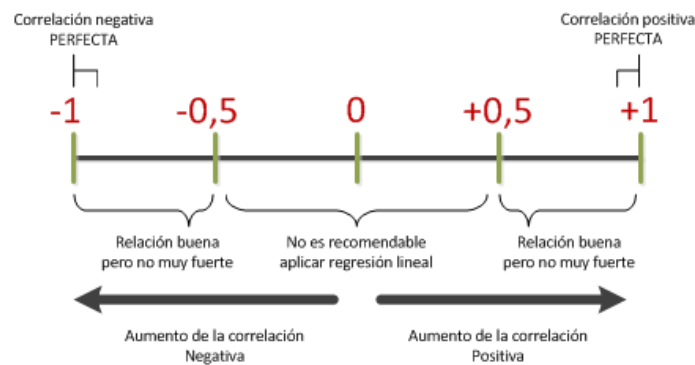 Correlación negativa
PERFECTA
Correlación positiva
PERFECTA
-1
-0,5
0
+0,5
+1
Relación buena
pero no muy fuerte
No es recomendable
aplicar regresión lineal
Relación buena
pero no muy fuerte
Aumento de la correlación
Negativa
Aumento de la correlación
Positiva